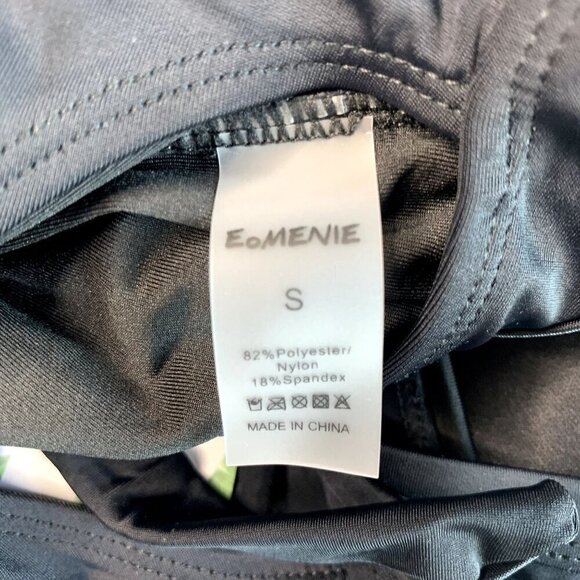 EoMENIE
S
82%Polyester/
Nylon
18%Spandex
MADE IN CHINA